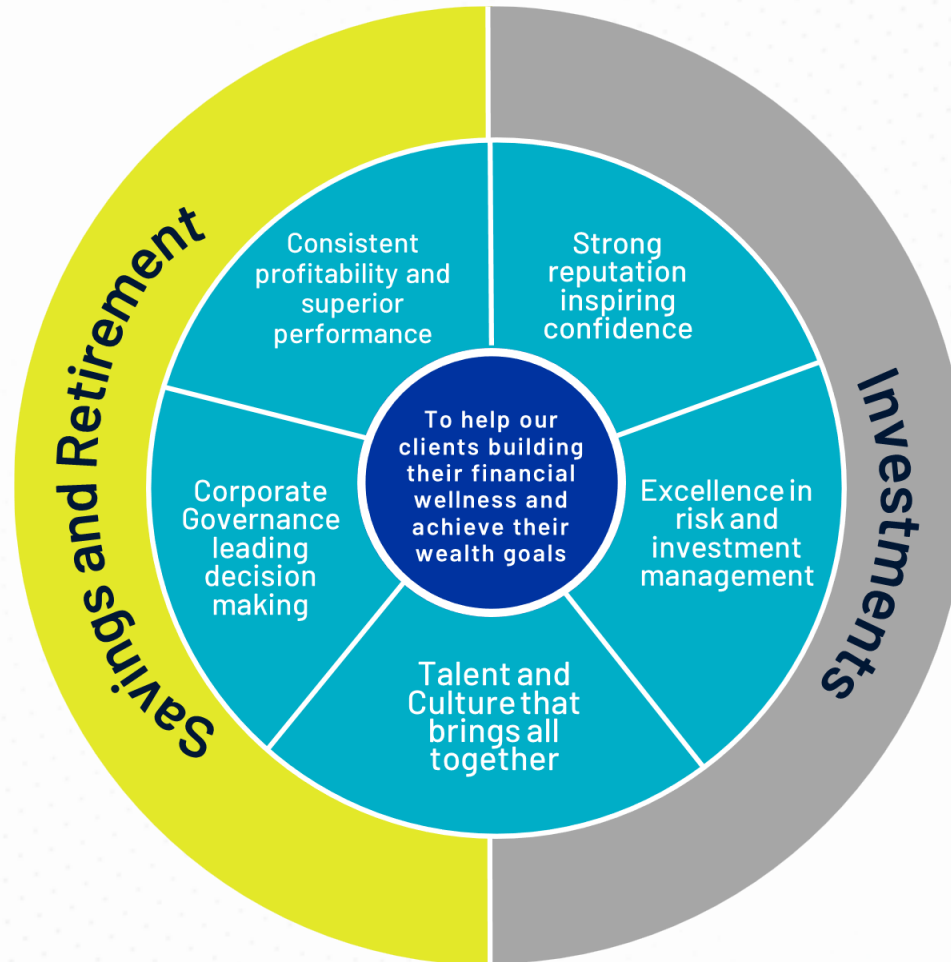 Savings and Retirement
Investments
Consistent
profitability and
superior
performance
Strong
reputation
inspiring
confidence
To help our
clients building
their financial
wellness and
achieve their
wealth goals
Corporate
Governance
leading
decision
making
Excellence in
risk and
investment
management
Talent and
Culture that
brings all
together